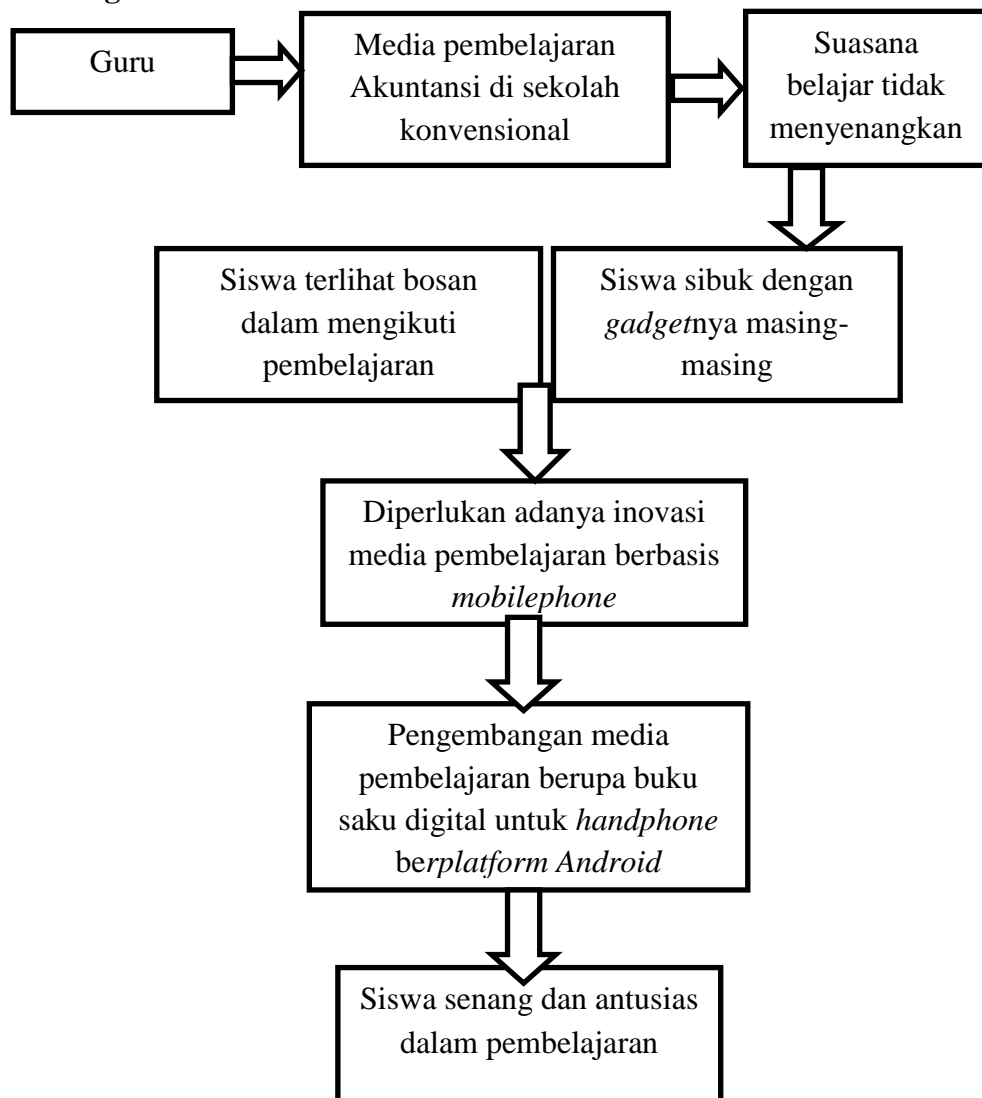 Guru
Media pembelajaran
Akuntansi di sekolah
konvensional
Suasana
belajar tidak
menyenangkan
Siswa terlihat bosan
dalam mengikuti
pembelajaran
Siswa sibuk dengan
gadgetnya masing-
masing
Diperlukan adanya inovasi
media pembelajaran berbasis
mobilephone
Pengembangan media
pembelajaran berupa buku
saku digital untuk handphone
berplatform Android
Siswa senang dan antusias
dalam pembelajaran